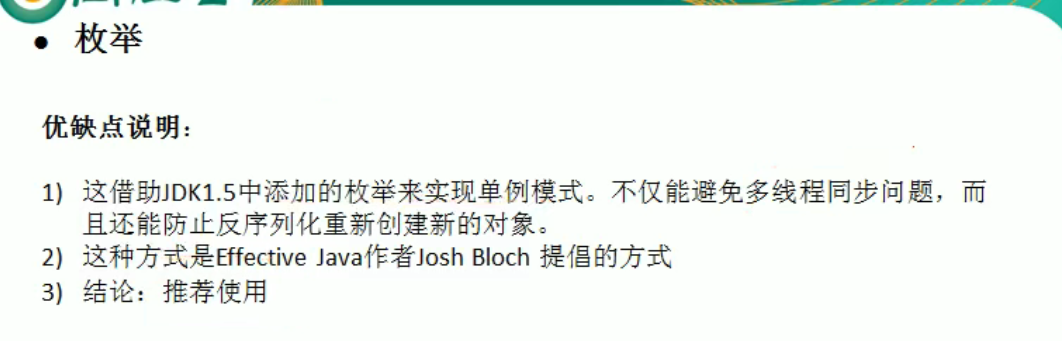 • 枚举
优缺点说明：
1) 这借助JDK1.5中添加的枚举来实现单例模式。不仅能避免多线程同步问题，而
且还能防止反序列化重新创建新的对象。
2) 这种方式是Effective Java作者Josh Bloch 提倡的方式
3) 结论：推荐使用